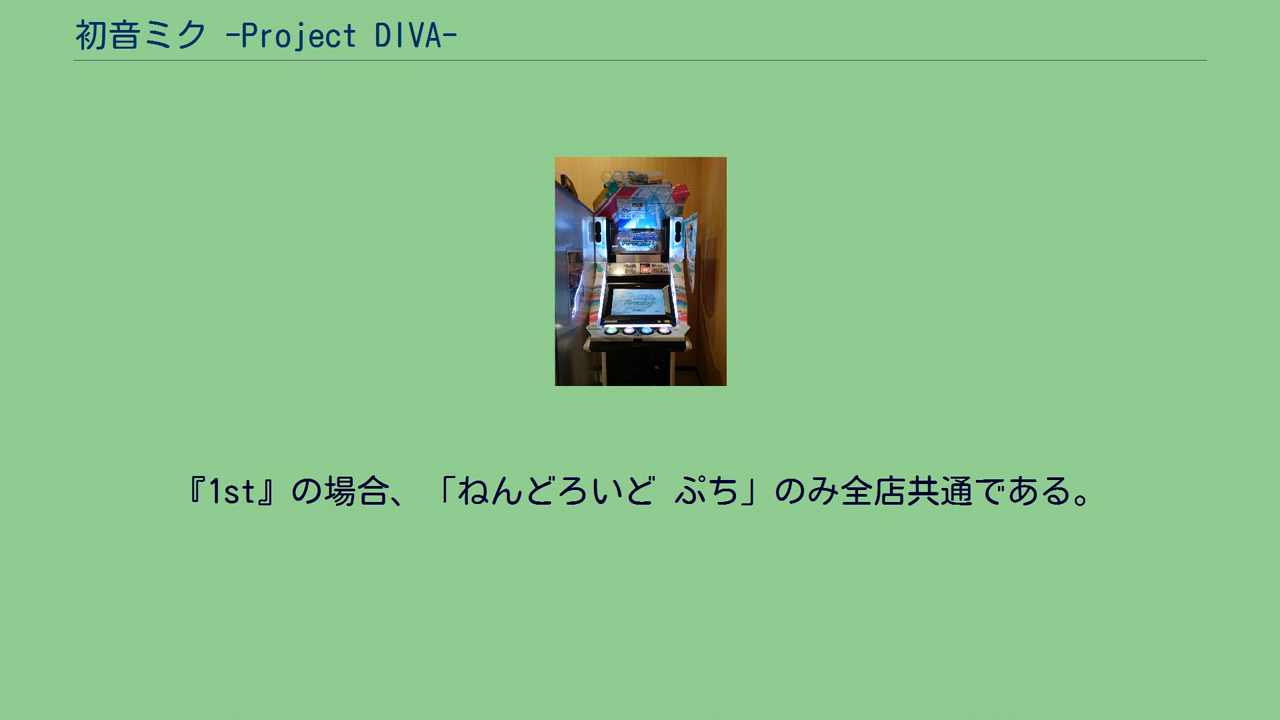 初音ミク -Project DIVA-
『1st』の場合、「ねんどろいど ぷち」のみ全店共通である。